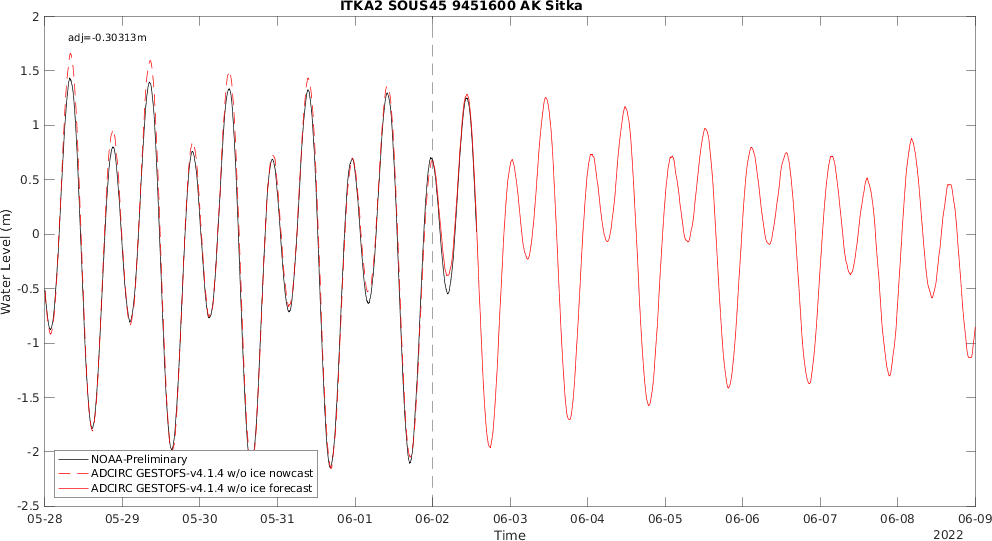 ITKA2 SOUS45 9451600 AK Sitka
adj=-0.30313m
2
1.5
1
0.5
0
-0.5
-1
-1.5
-2
-2.5
Water Level (m)
NOAA-Preliminary
ADCIRC GESTOFS-v4.1.4 w/o ice nowcast
ADCIRC GESTOFS-v4.1.4 w/o ice forecast
05-28 05-29 05-30 05-31 06-01 06-02 06-03 06-04 06-05 06-06 06-07 06-08 06-09
Time
2022